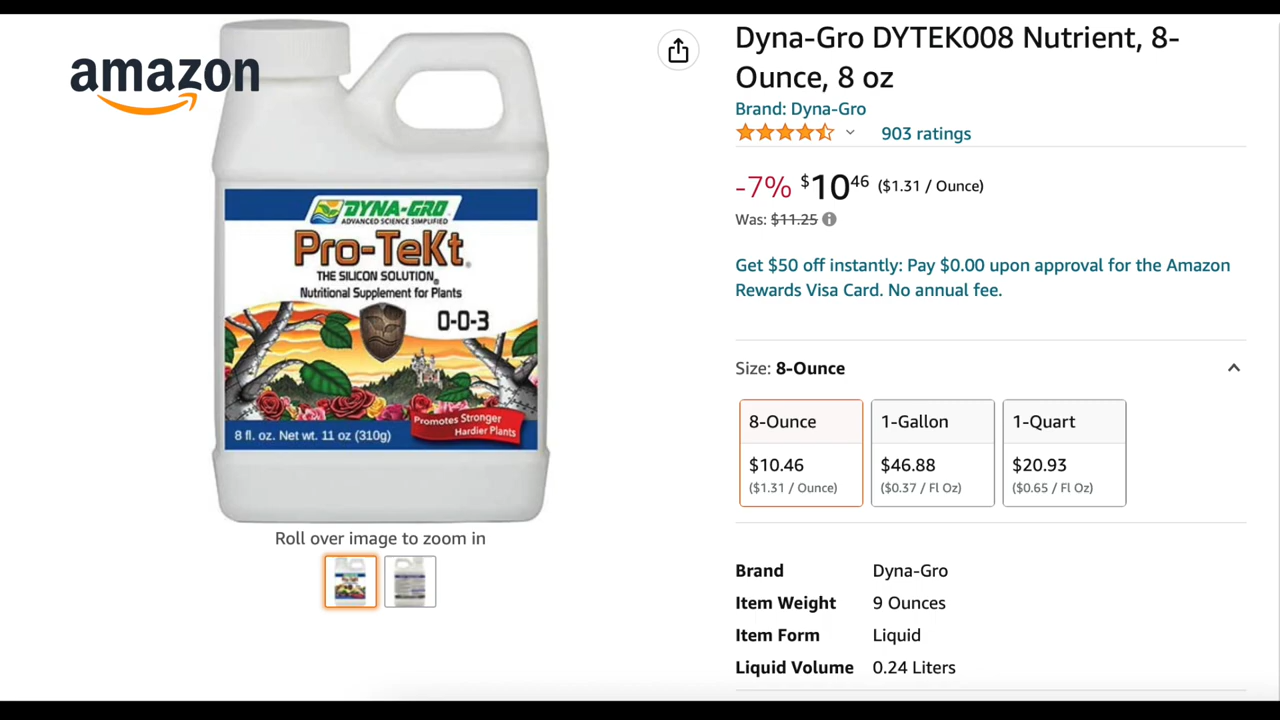 amazon
DYNA-GRO
ADVANCED SCIENCE SIMPLIFIED
Pro-TeKt®
THE SILICON SOLUTION®
Nutritional Supplement for Plants
0-0-3
Promotes Stronger
Hardier Plants
8 fl. oz. Net wt. 11 oz (310g)
Roll over image to zoom in
Dyna-Gro DYTEK008 Nutrient, 8-
Ounce, 8 oz
Brand: Dyna-Gro
903 ratings
-7% $10.46 ($1.31 / Ounce)
Was: $11.25
Get $50 off instantly: Pay $0.00 upon approval for the Amazon
Rewards Visa Card. No annual fee.
Size: 8-Ounce
8-Ounce
$10.46
($1.31 / Ounce)
1-Gallon
$46.88
($0.37 / Fl Oz)
1-Quart
$20.93
($0.65 / Fl Oz)
Brand Dyna-Gro
Item Weight 9 Ounces
Item Form Liquid
Liquid Volume 0.24 Liters